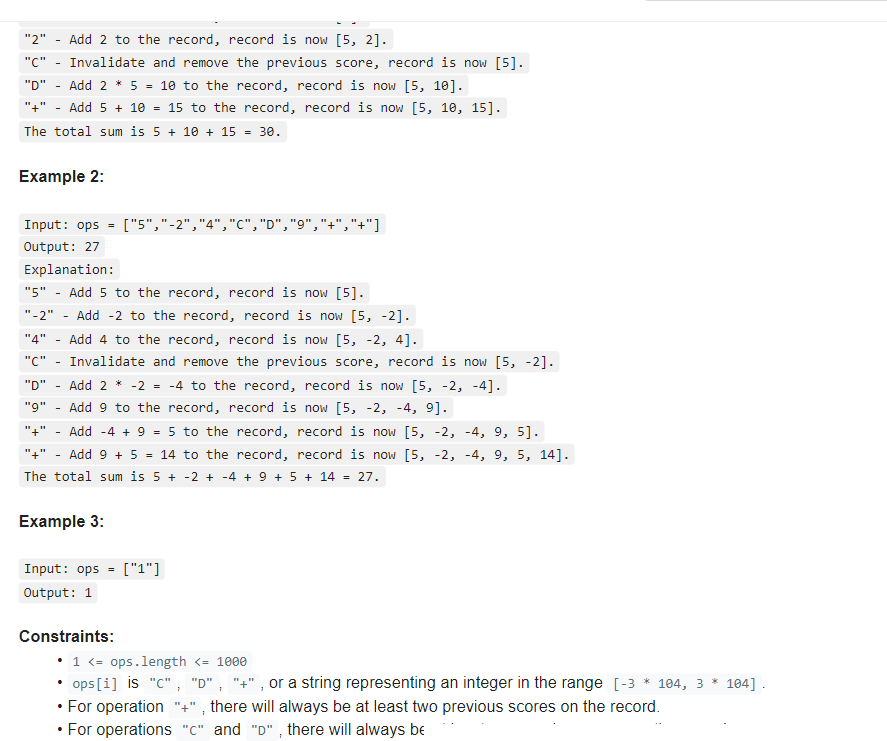 "2" - Add 2 to the record, record is now [5, 2].
"C" - Invalidate and remove the previous score, record is now [5].
"D" - Add 2 * 5 = 10 to the record, record is now [5, 10].
"+" - Add 5 + 10 = 15 to the record, record is now [5, 10, 15].
The total sum is 5 + 10 + 15 = 30.
Example 2:
Input: ops = ["5","-2","4","C","D","9","+","+"]
Output: 27
Explanation:
"5" - Add 5 to the record, record is now [5].
"-2" - Add -2 to the record, record is now [5, -2].
"4" - Add 4 to the record, record is now [5, -2, 4].
"C" - Invalidate and remove the previous score, record is now [5, -2].
"D" - Add 2 * -2 = -4 to the record, record is now [5, -2, -4].
"9" - Add 9 to the record, record is now [5, -2, -4, 9].
"+" - Add -4 + 9 = 5 to the record, record is now [5, -2, -4, 9, 5].
"+" - Add 9 + 5 = 14 to the record, record is now [5, -2, -4, 9, 5, 14].
The total sum is 5 + -2 + -4 + 9 + 5 + 14 = 27.
Example 3:
Input: ops = ["1"]
Output: 1
Constraints:
• 1 <= ops.length <= 1000
• ops[i] is "C" , "D" , "+" , or a string representing an integer in the range [-3 * 104, 3 * 104] .
• For operation "+" , there will always be at least two previous scores on the record.
• For operations "C" and "D" , there will always be